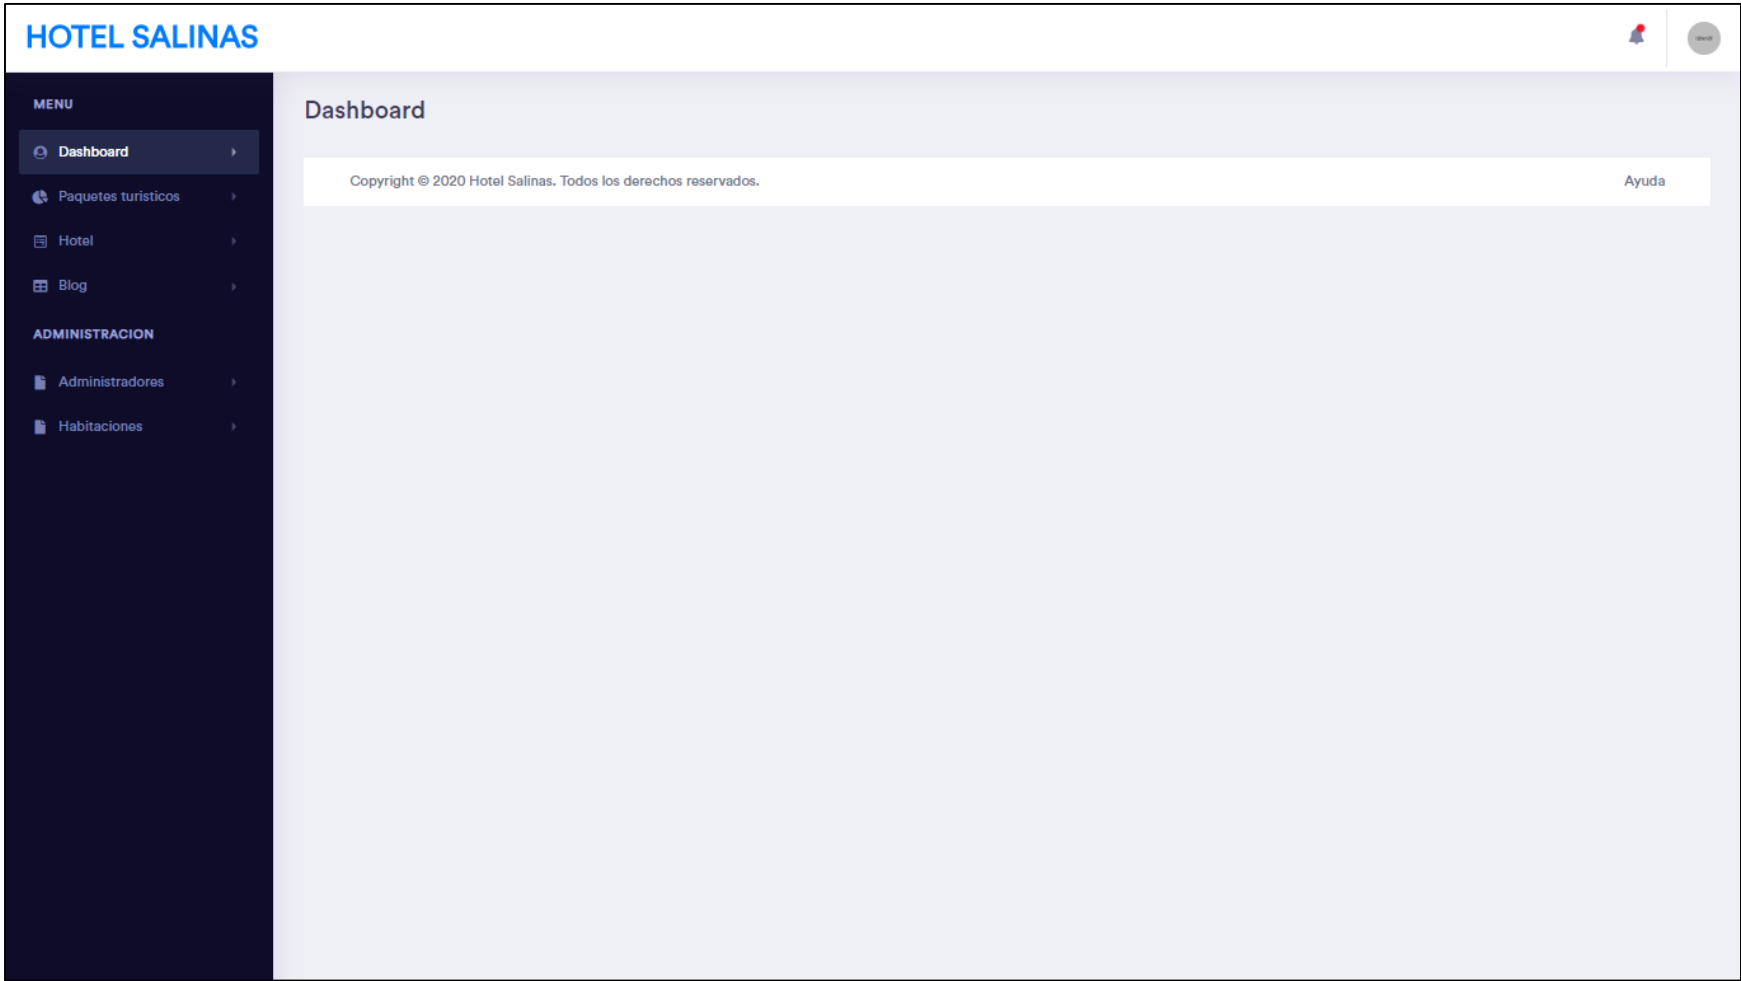 HOTEL SALINAS
MENU
Dashboard
Paquetes turisticos
Hotel
Blog
ADMINISTRACION
Administradores
Habitaciones
Dashboard
Copyright © 2020 Hotel Salinas. Todos los derechos reservados.
Ayuda